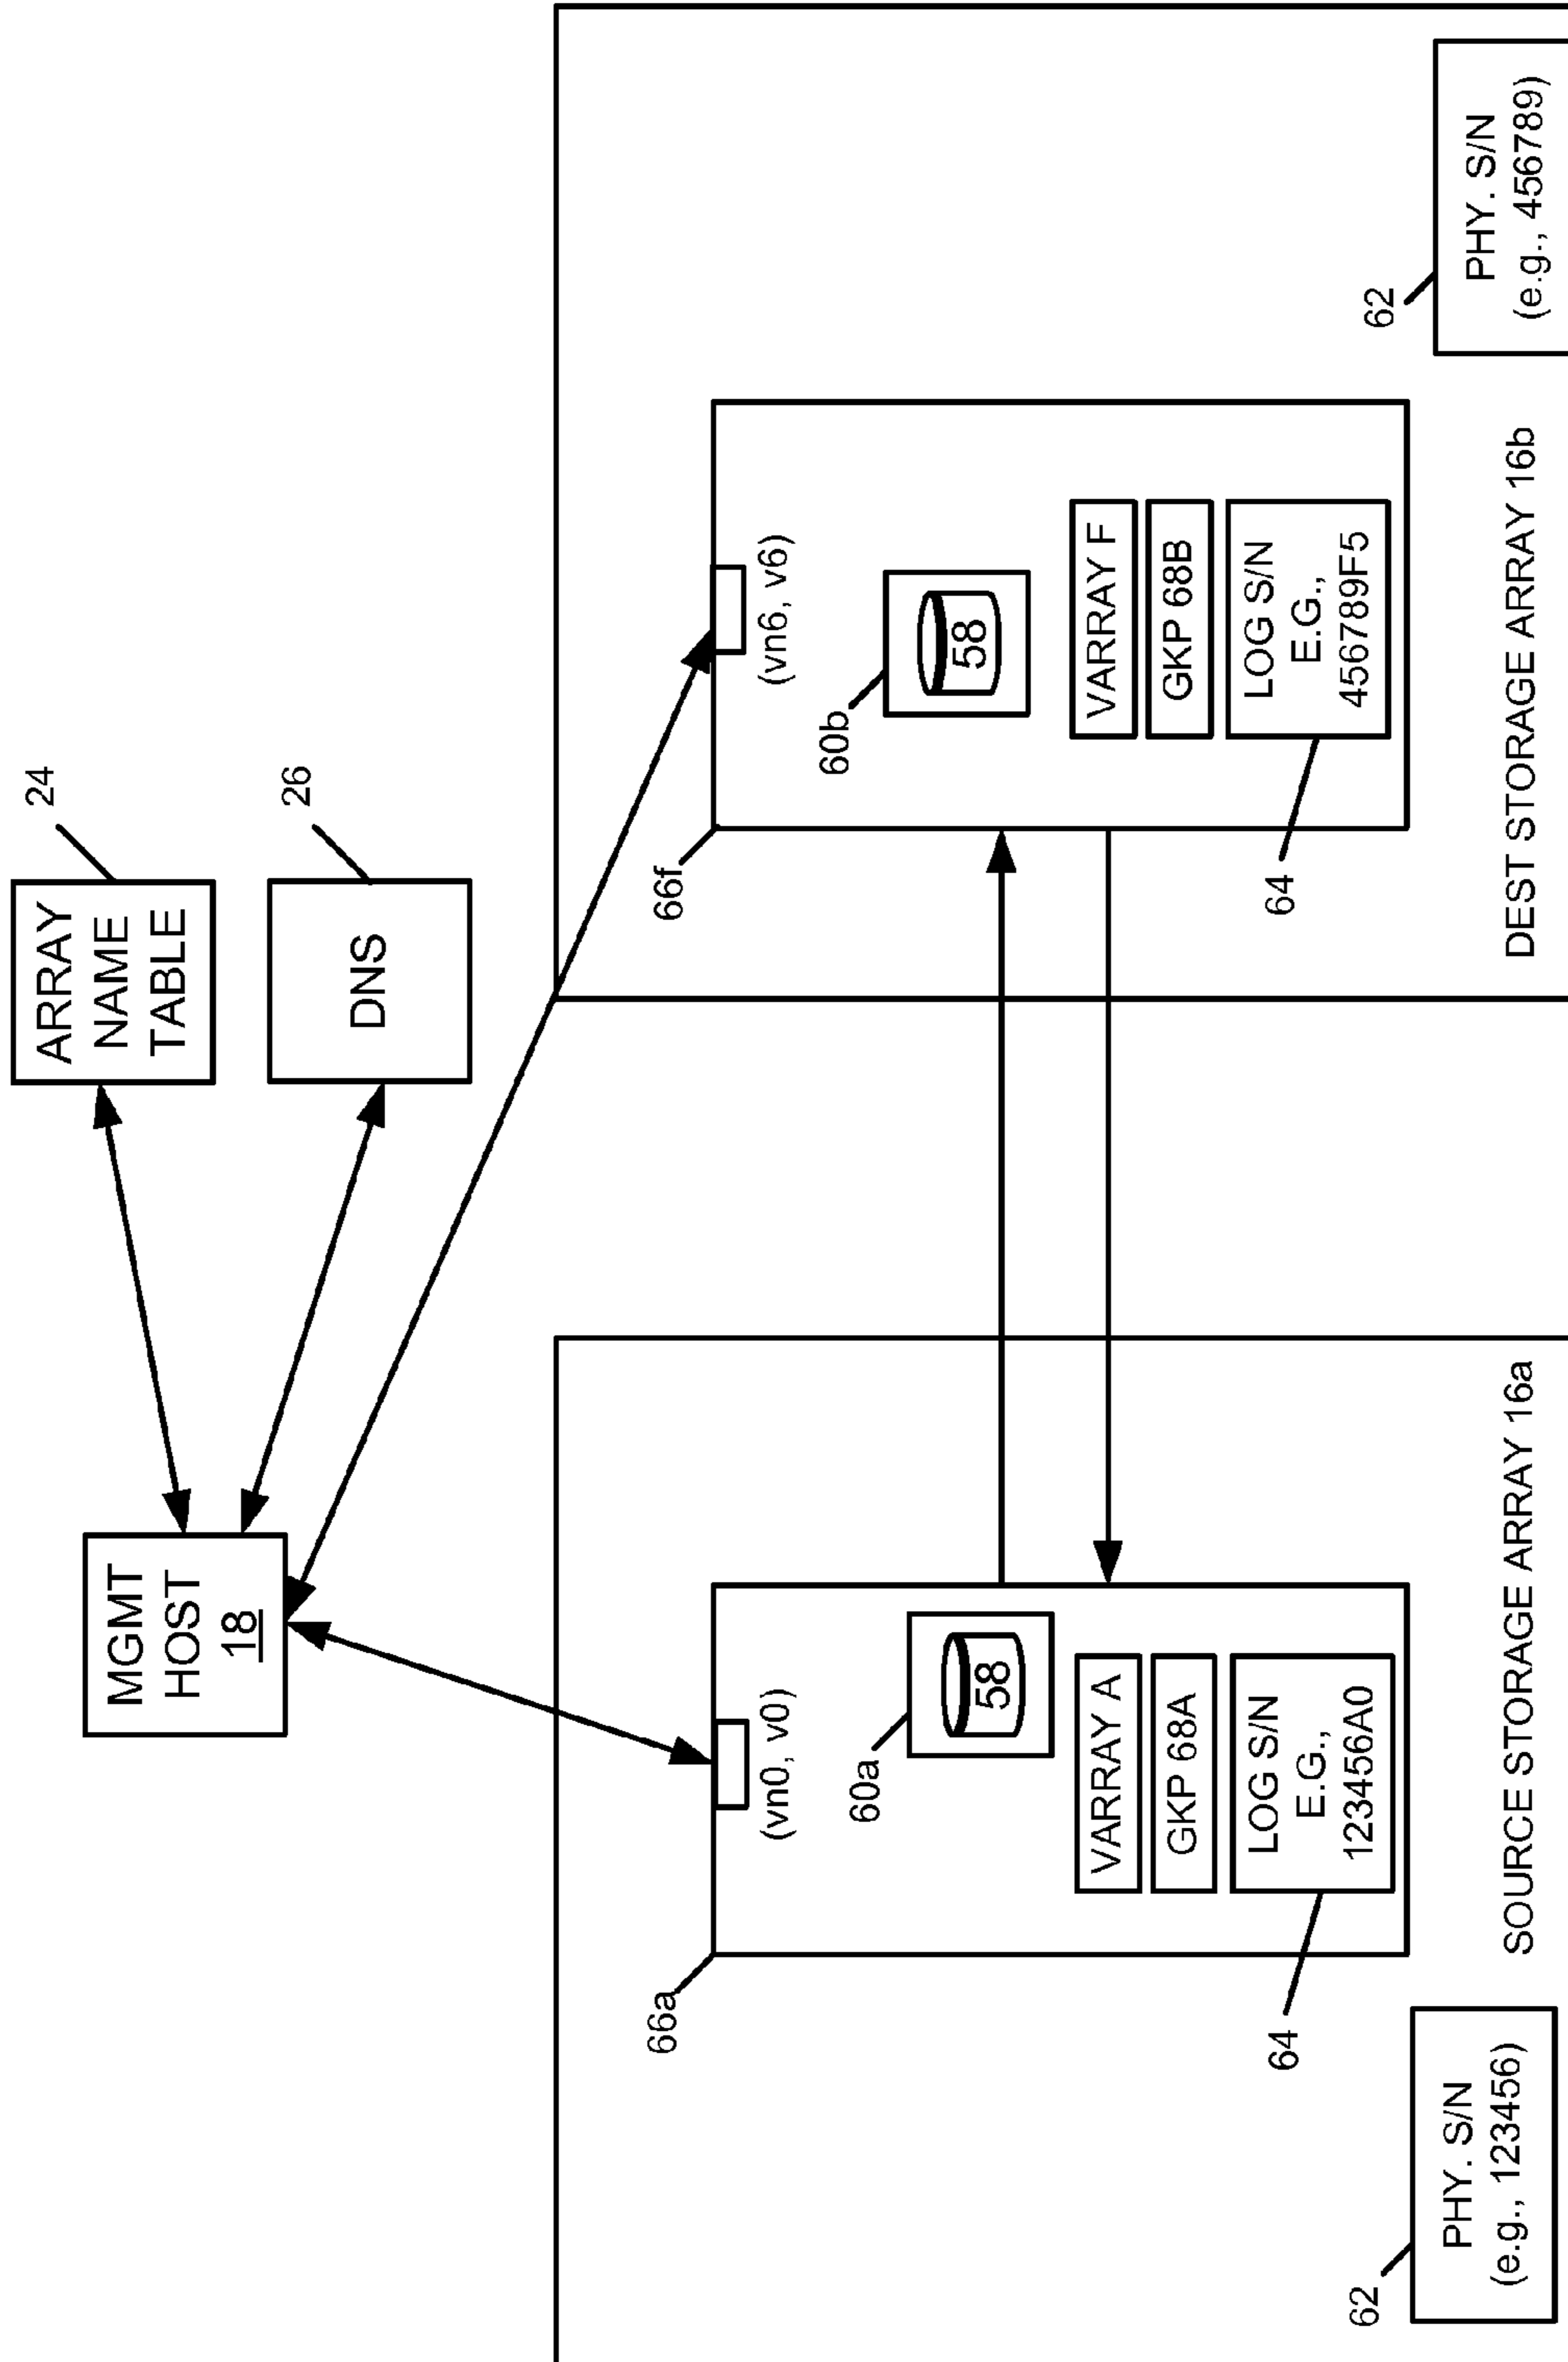 MGMT
HOST
18
ARRAY
NAME
TABLE
24
DNS
26
66a
(vn0, v0)
60a
58
VARRAY A
GKP 68A
LOG S/N
E.G.,
123456A0
64
62
PHY. S/N
(e.g., 123456)
SOURCE STORAGE ARRAY 16a
66f
(vn6, v6)
60b
58
VARRAY F
GKP 68B
LOG S/N
E.G.,
456789F5
64
62
PHY. S/N
(e.g., 456789)
DEST STORAGE ARRAY 16b